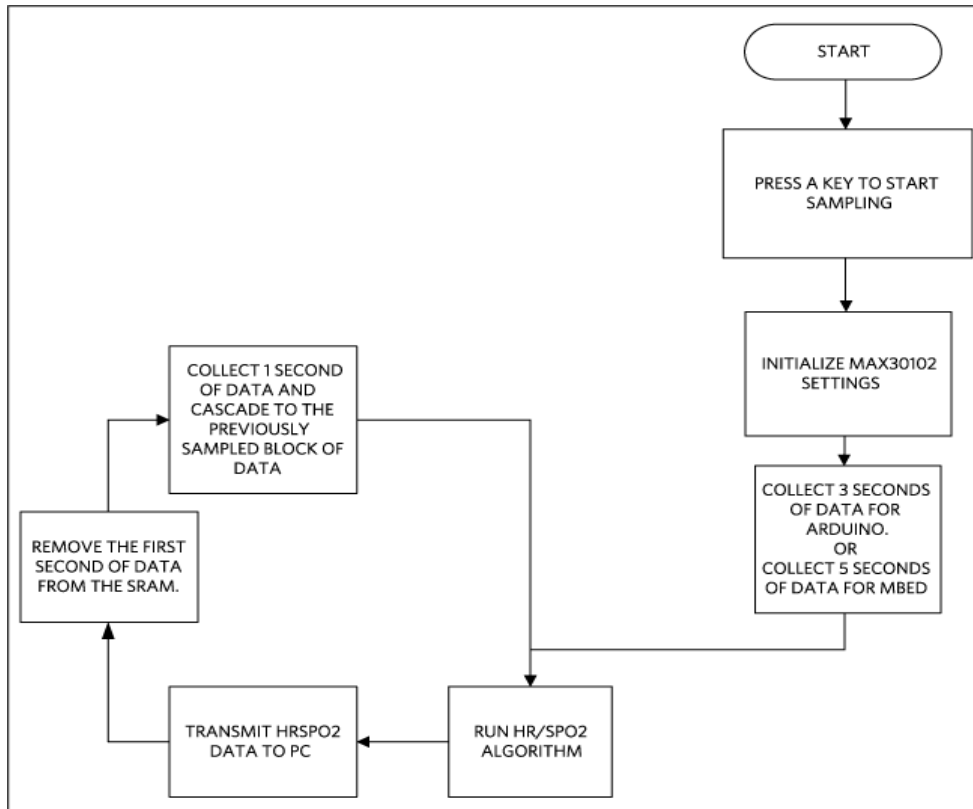 START
PRESS A KEY TO START
SAMPLING
INITIALIZE MAX30102
SETTINGS
COLLECT 3 SECONDS
OF DATA FOR
ARDUINO.
OR
COLLECT 5 SECONDS
OF DATA FOR MBED
RUN HR/SPO2
ALGORITHM
TRANSMIT HRSPO2
DATA TO PC
REMOVE THE FIRST
SECOND OF DATA
FROM THE SRAM.
COLLECT 1 SECOND
OF DATA AND
CASCADE TO THE
PREVIOUSLY
SAMPLED BLOCK OF
DATA